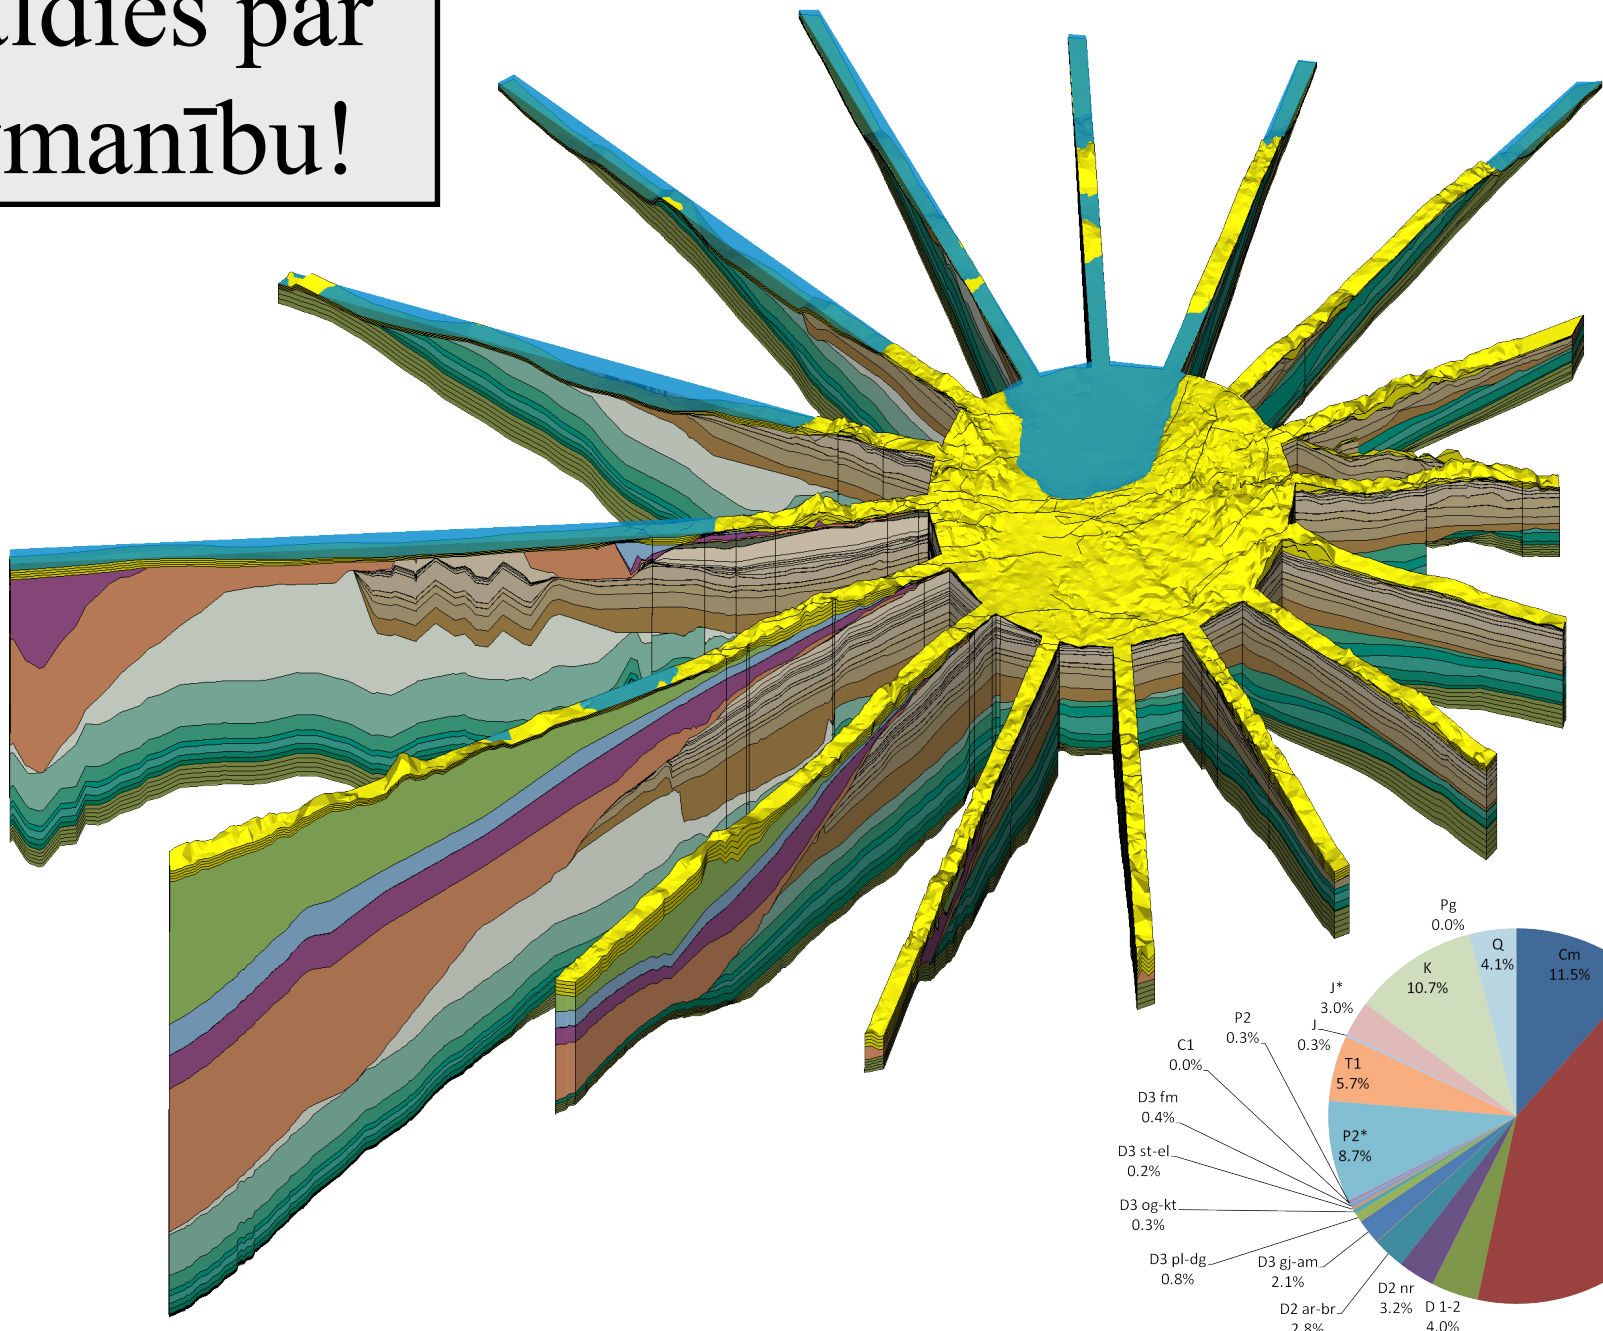 par
!
Pg
0.0%
Q
4.1%
Cm
11.5%
K
10.7%
J*
3.0%
J
0.3%
P2
0.3%
C1
0.0%
T1
5.7%
D3 fm
0.4%
P2*
8.7%
D3 st-el
0.2%
D3 og-kt
0.3%
D3 pl-dg
0.8%
D3 gj-am
2.1%
D2 nr
3.2%
D 1-2
4.0%
D2 ar-br
2.8%